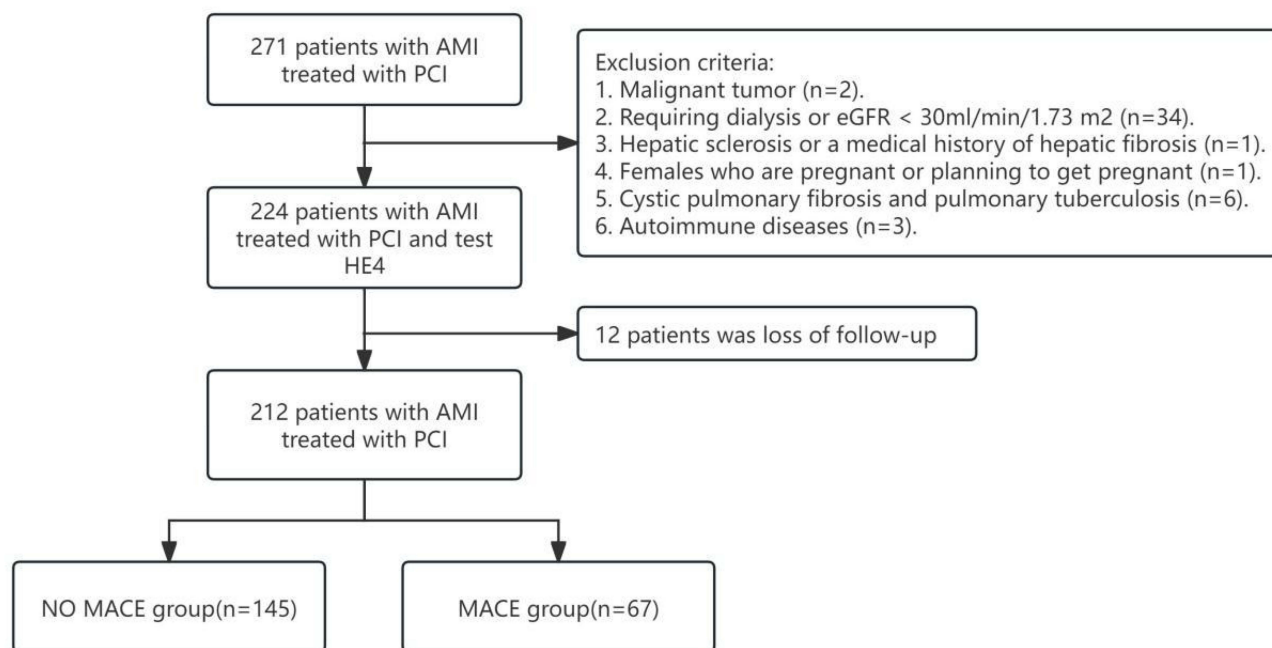 271 patients with AMI
treated with PCI
Exclusion criteria:
1. Malignant tumor (n=2).
2. Requiring dialysis or eGFR < 30ml/min/1.73 m2 (n=34).
3. Hepatic sclerosis or a medical history of hepatic fibrosis (n=1).
4. Females who are pregnant or planning to get pregnant (n=1).
5. Cystic pulmonary fibrosis and pulmonary tuberculosis (n=6).
6. Autoimmune diseases (n=3).
224 patients with AMI
treated with PCI and test
HE4
12 patients was loss of follow-up
212 patients with AMI
treated with PCI
NO MACE group(n=145)
MACE group(n=67)